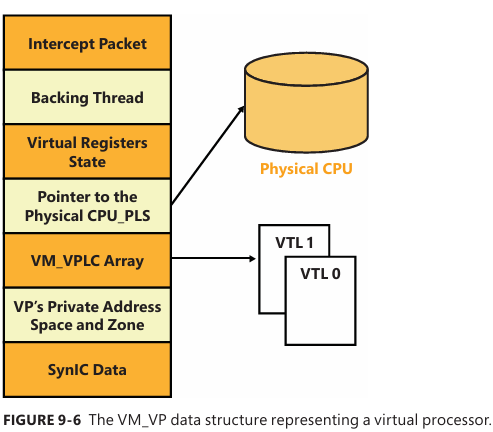 Intercept Packet
Backing Thread
Virtual Registers
State
Pointer to the
Physical CPU_PLS
VM_VPLC Array
VP's Private Address
Space and Zone
SynIC Data
Physical CPU
VTL 1
VTL 0
FIGURE 9-6 The VM_VP data structure representing a virtual processor.